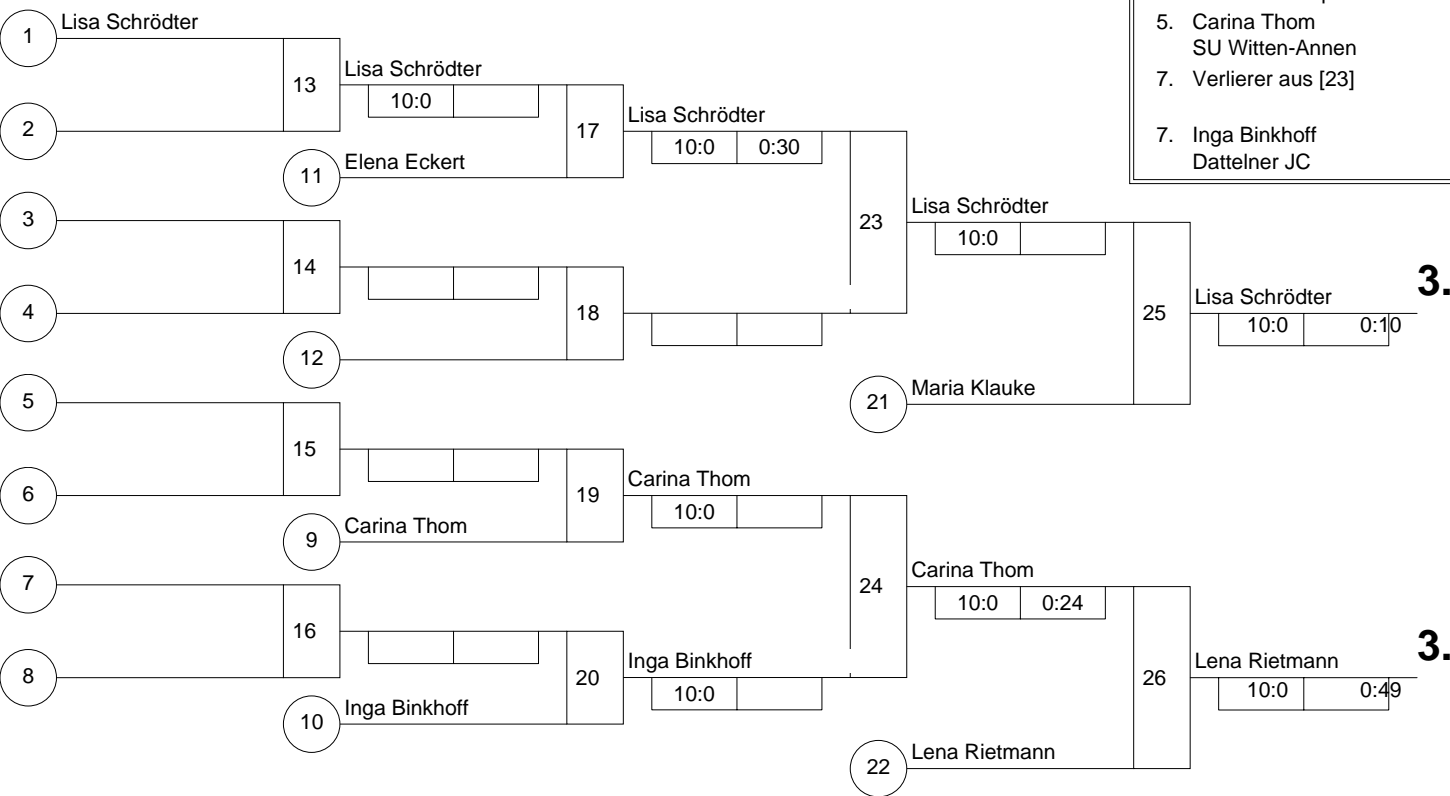 1
Lisa Schrödter
2
13
Lisa Schrödter
10:0
11
Elena Eckert
17
Lisa Schrödter
10:0 0:30
3
4
14
12
18
23
Lisa Schrödter
10:0
21
Maria Klauke
25
Lisa Schrödter
10:0 0:10
3.
5
6
15
9
Carina Thom
19
Carina Thom
10:0
7
8
16
10
Inga Binkhoff
20
Inga Binkhoff
10:0
24
Carina Thom
10:0 0:24
22
Lena Rietmann
26
Lena Rietmann
10:0 0:49
3.
5. Carina Thom
SU Witten-Annen
7. Verlierer aus [23]
7. Inga Binkhoff
Dattelner JC